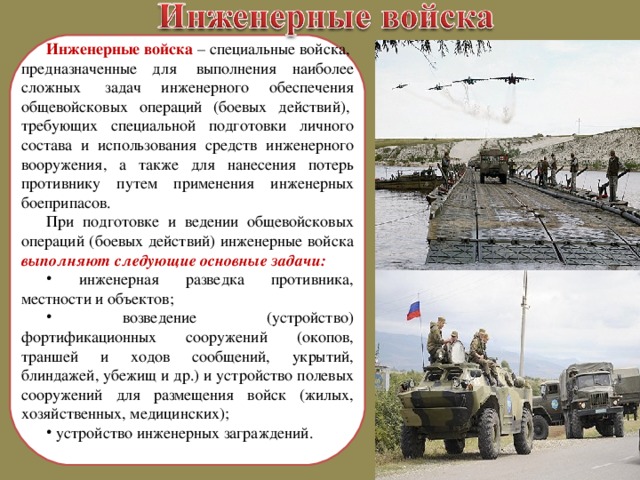 Инженерные войска
Инженерные войска – специальные войска,
предназначенные для выполнения наиболее
сложных задач инженерного обеспечения
общевойсковых операций (боевых действий),
требующих специальной подготовки личного
состава и использования средств инженерного
вооружения, а также для нанесения потерь
противнику путем применения инженерных
боеприпасов.
При подготовке и ведении общевойсковых
операций (боевых действий) инженерные войска
выполняют следующие основные задачи:
• инженерная разведка противника,
местности и объектов;
• возведение (устройство)
фортификационных сооружений (окопов,
траншей и ходов сообщений, укрытий,
блиндажей, убежищ и др.) и устройство полевых
сооружений для размещения войск (жилых,
хозяйственных, медицинских);
• устройство инженерных заграждений.